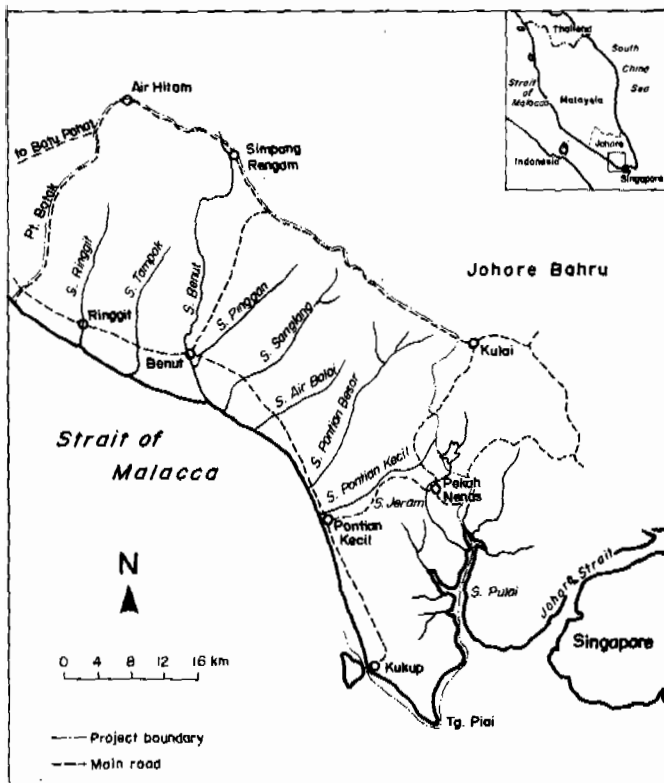 Thailand
South
China
Sea
Strait
of
Malacca
Malaysia
Johore
Indonesia
Singapore
Air Hitam
to Batu Pahat
Simpang
Rengam
Pt. Batak
S. Ringgit
S. Tampok
S. Benut
S. Pinggan
S. Sanglang
Johore Bahru
Ringgit
Benut
Kulai
S. Air Baloi
S. Pontian Besar
Strait of
Malacca
S. Pontian Kecil
Pekan
Nenas
S. Jeram
Pontian
Kecil
N
S. Pulai
Johore Strait
Singapore
0 4 8 12 16 km
Kukup
Tg. Piai
Project boundary
Main road